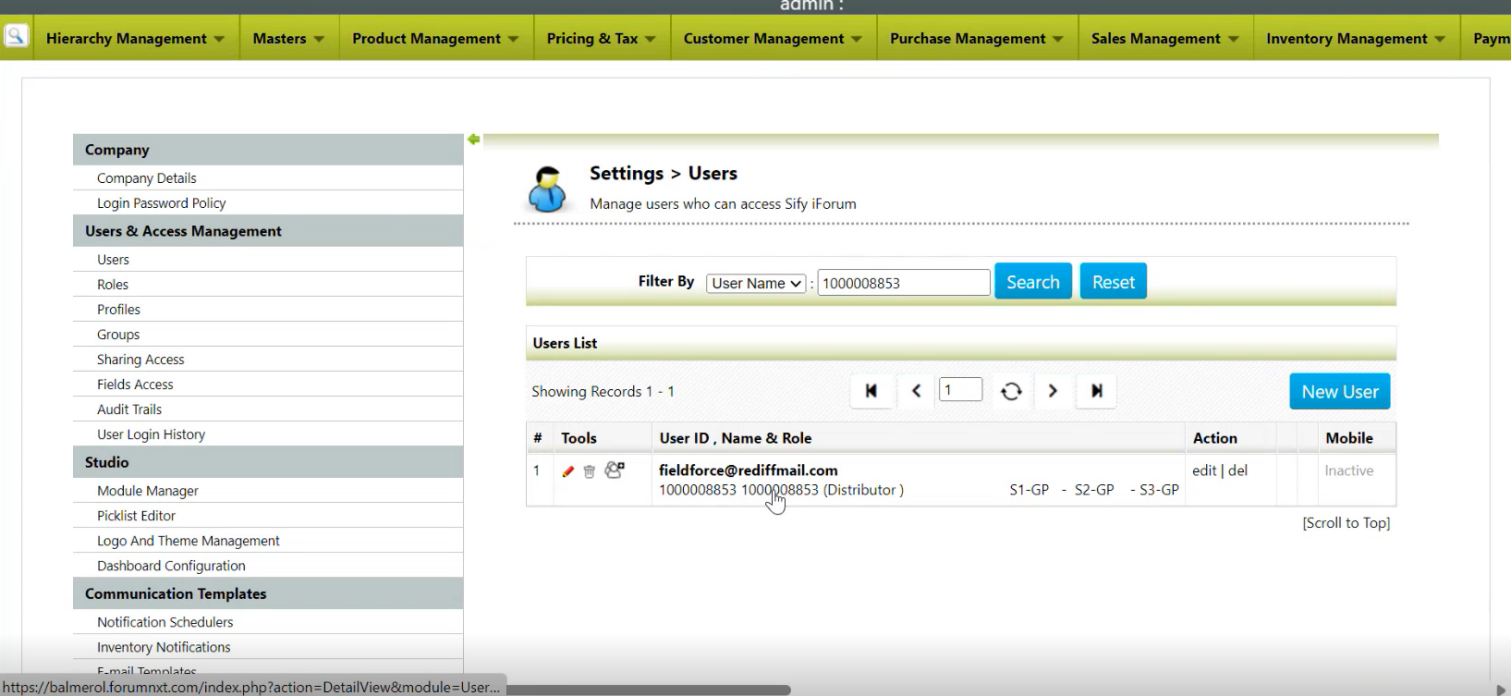 admin :
Hierarchy Management Masters Product Management Pricing & Tax Customer Management Purchase Management Sales Management Inventory Management Paym
Company
Company Details
Login Password Policy
Users & Access Management
Users
Roles
Profiles
Groups
Sharing Access
Fields Access
Audit Trails
User Login History
Studio
Module Manager
Picklist Editor
Logo And Theme Management
Dashboard Configuration
Communication Templates
Notification Schedulers
Inventory Notifications
E-mail Templates
Settings > Users
Manage users who can access Sify iForum
Filter By User Name : 1000008853 Search Reset
Users List
Showing Records 1 - 1 1 New User
# Tools User ID , Name & Role Action Mobile
1 fieldforce@rediffmail.com edit | del Inactive
1000008853 1000008853 (Distributor ) S1-GP - S2-GP - S3-GP
[Scroll to Top]
https://balmerol.forumnxt.com/index.php?action=DetailView&module=User...